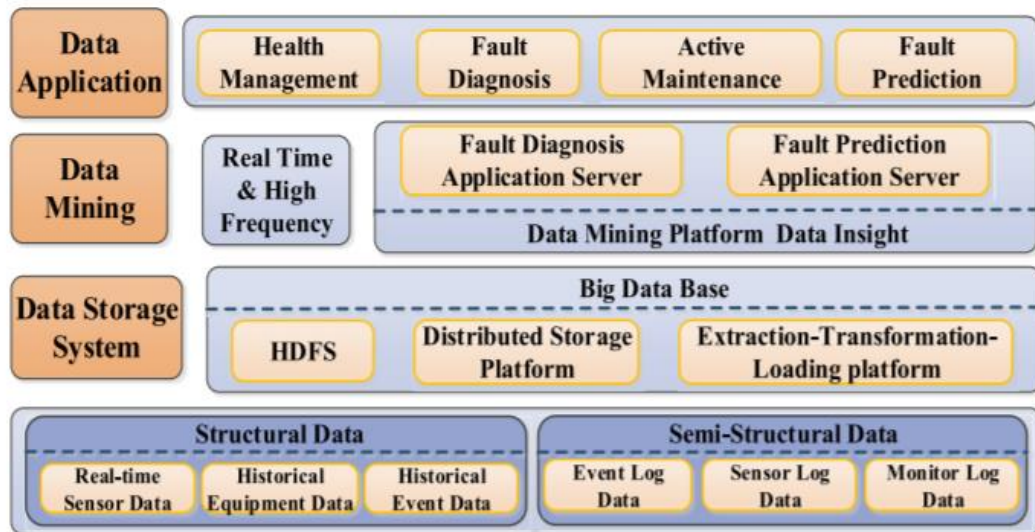 Data
Application
Health
Management
Fault
Diagnosis
Active
Maintenance
Fault
Prediction
Data
Mining
Real Time
& High
Frequency
Fault Diagnosis
Application Server
Fault Prediction
Application Server
Data Mining Platform Data Insight
Data Storage
System
Big Data Base
HDFS
Distributed Storage
Platform
Extraction-Transformation-
Loading platform
Structural Data
Real-time
Sensor Data
Historical
Equipment Data
Historical
Event Data
Semi-Structural Data
Event Log
Data
Sensor Log
Data
Monitor Log
Data